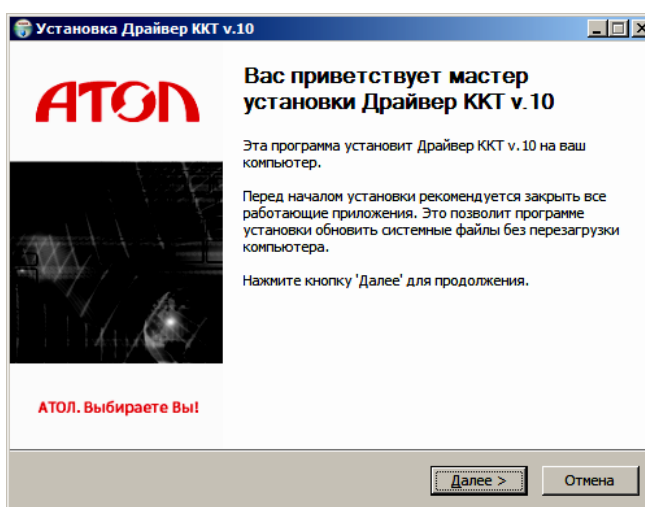 Установка Драйвер ККТ v.10
АТОЛ
Вас приветствует мастер
установки Драйвер ККТ v.10
Эта программа установит Драйвер ККТ v.10 на ваш
компьютер.
Перед началом установки рекомендуется закрыть все
работающие приложения. Это позволит программе
установки обновить системные файлы без перезагрузки
компьютера.
Нажмите кнопку 'Далее' для продолжения.
АТОЛ. Выбираете Вы!
Далее >
Отмена